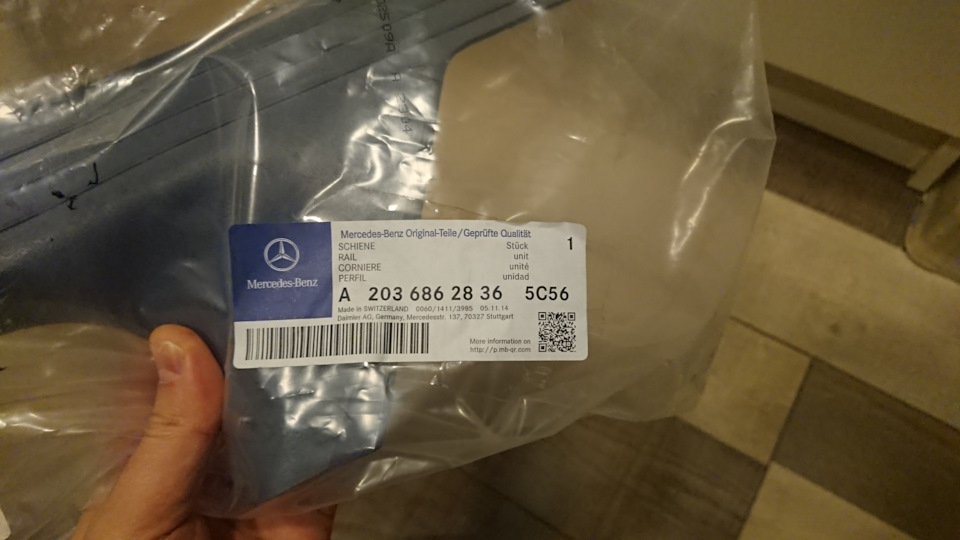 Mercedes-Benz Original-Teile/Geprüfte Qualität
SCHIENE Stück 1
RAIL unit
CORNIERE unité
PERFIL unidad
Mercedes-Benz
A 203 686 28 36 5C56
Made in SWITZERLAND 0060/1411/3985 05.11.14
Daimler AG, Germany, Mercedesstr. 137, 70327 Stuttgart
More information on
http://p.mb-qr.com